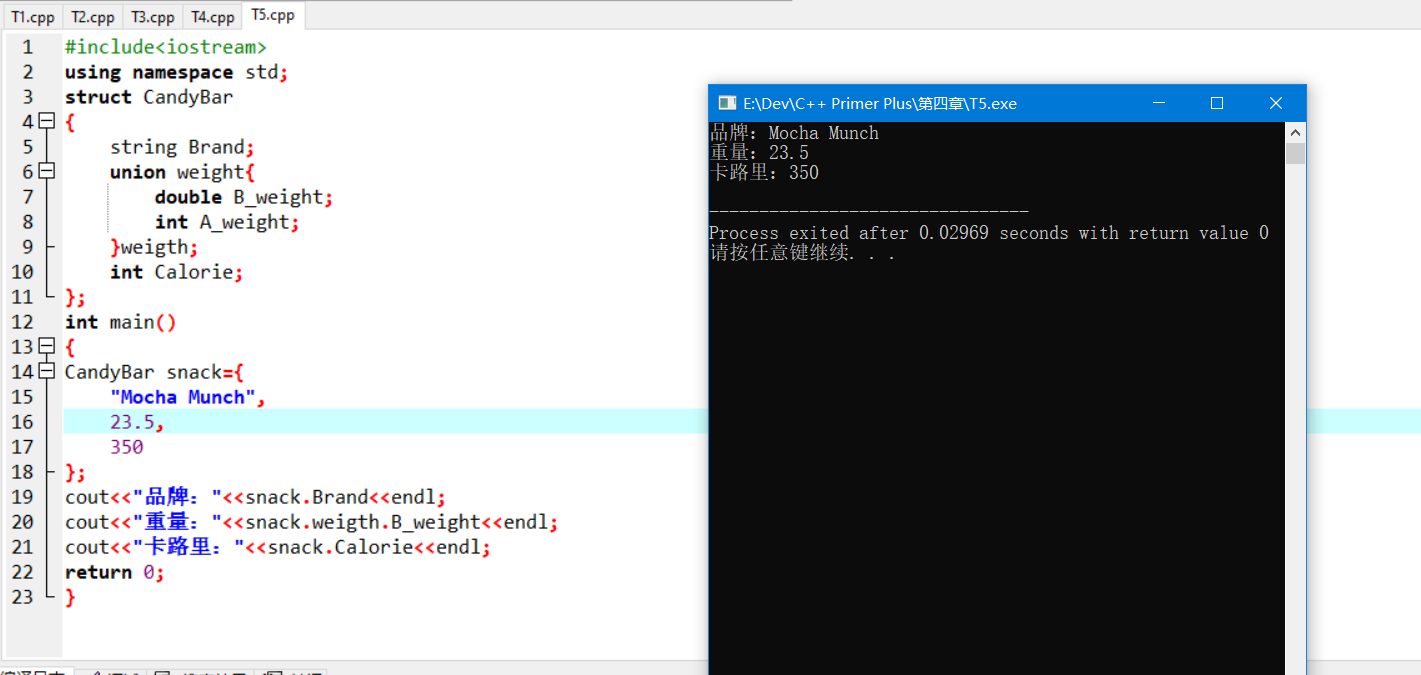 T1.cpp T2.cpp T3.cpp T4.cpp T5.cpp
1 #include<iostream>
2 using namespace std;
3 struct CandyBar
4 {
5 string Brand;
6 union weight{
7 double B_weight;
8 int A_weight;
9 }weigth;
10 int Calorie;
11 };
12 int main()
13 {
14 CandyBar snack={
15 "Mocha Munch",
16 23.5,
17 350
18 };
19 cout<<"品牌："<<snack.Brand<<endl;
20 cout<<"重量："<<snack.weigth.B_weight<<endl;
21 cout<<"卡路里："<<snack.Calorie<<endl;
22 return 0;
23 }
E:\Dev\C++ Primer Plus\第四章\T5.exe
品牌：Mocha Munch
重量：23.5
卡路里：350
--------------------------------
Process exited after 0.02969 seconds with return value 0
请按任意键继续. . .